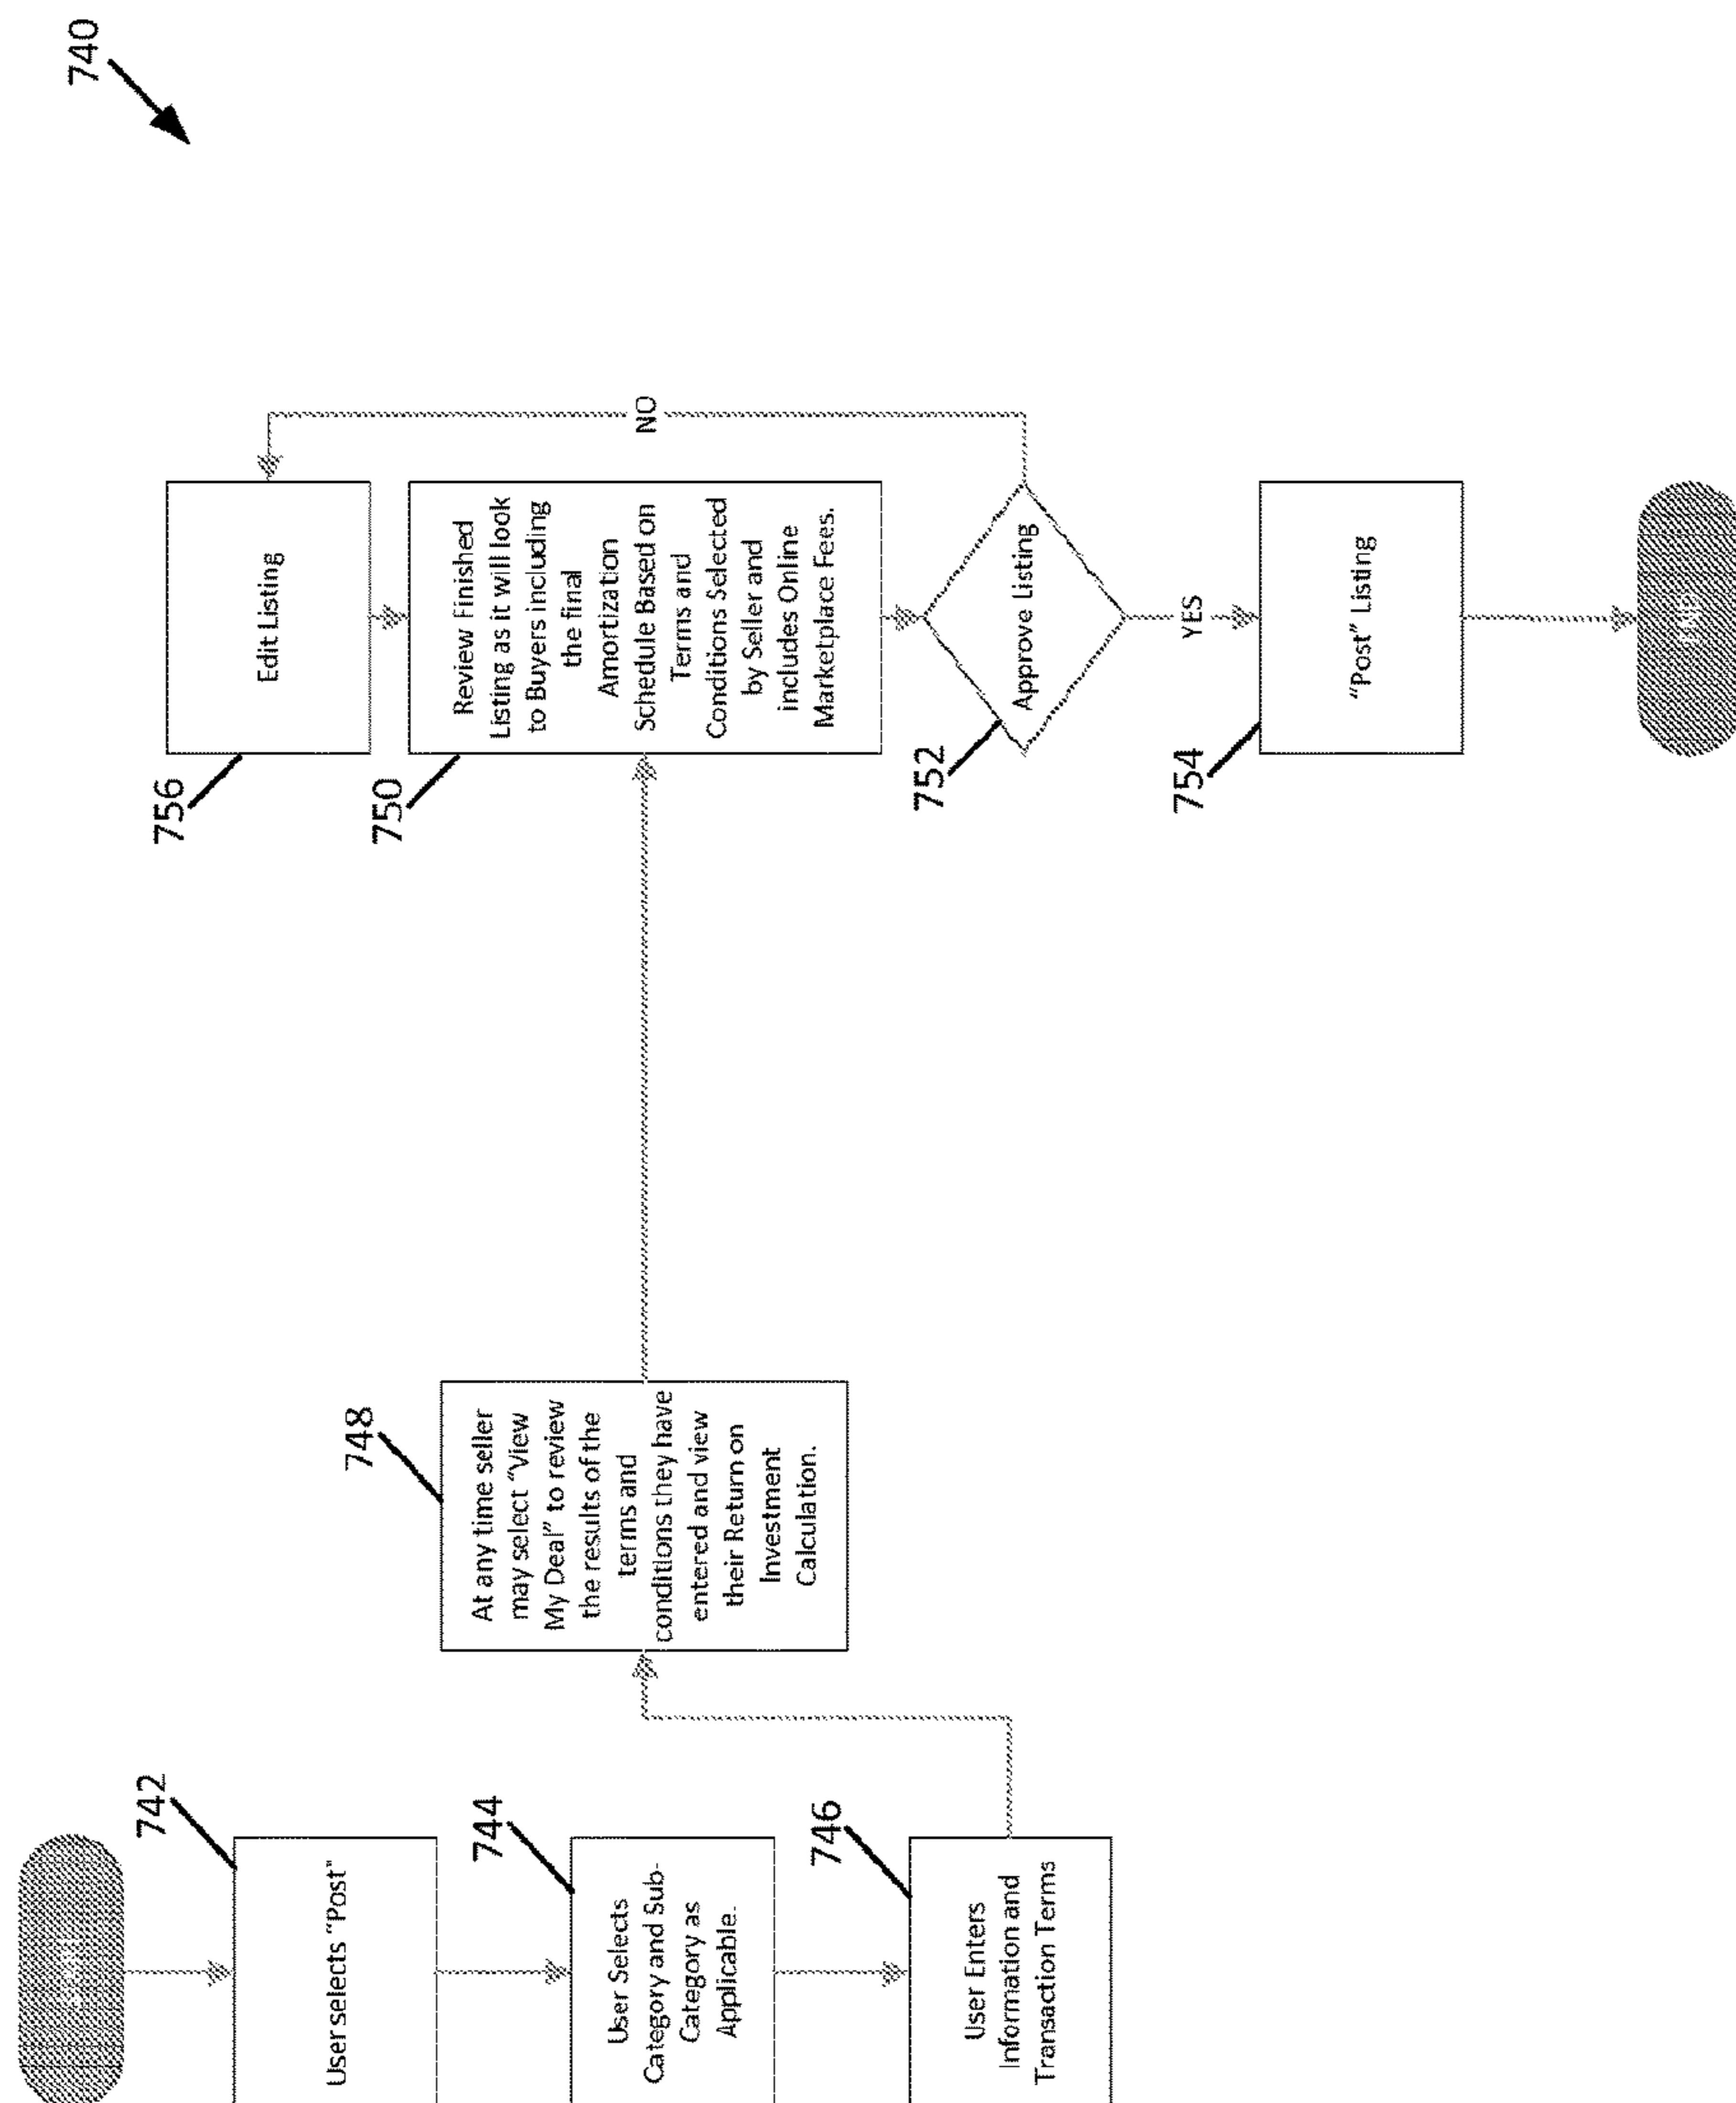 740
742
User selects "Post"
744
User Selects
Category and Sub-
Category as
Applicable.
746
User Enters
Information and
Transaction Terms
748
At any time seller
may select "View
My Deal" to review
the results of the
terms and
conditions they have
entered and view
their Return on
Investment
Calculation.
756
Edit Listing
750
Review Finished
Listing as it will look
to Buyers including
the final
Amortization
Schedule Based on
Terms and
Conditions Selected
by Seller and
includes Online
Marketplace Fees.
NO
752
Approve Listing
YES
754
"Post" Listing